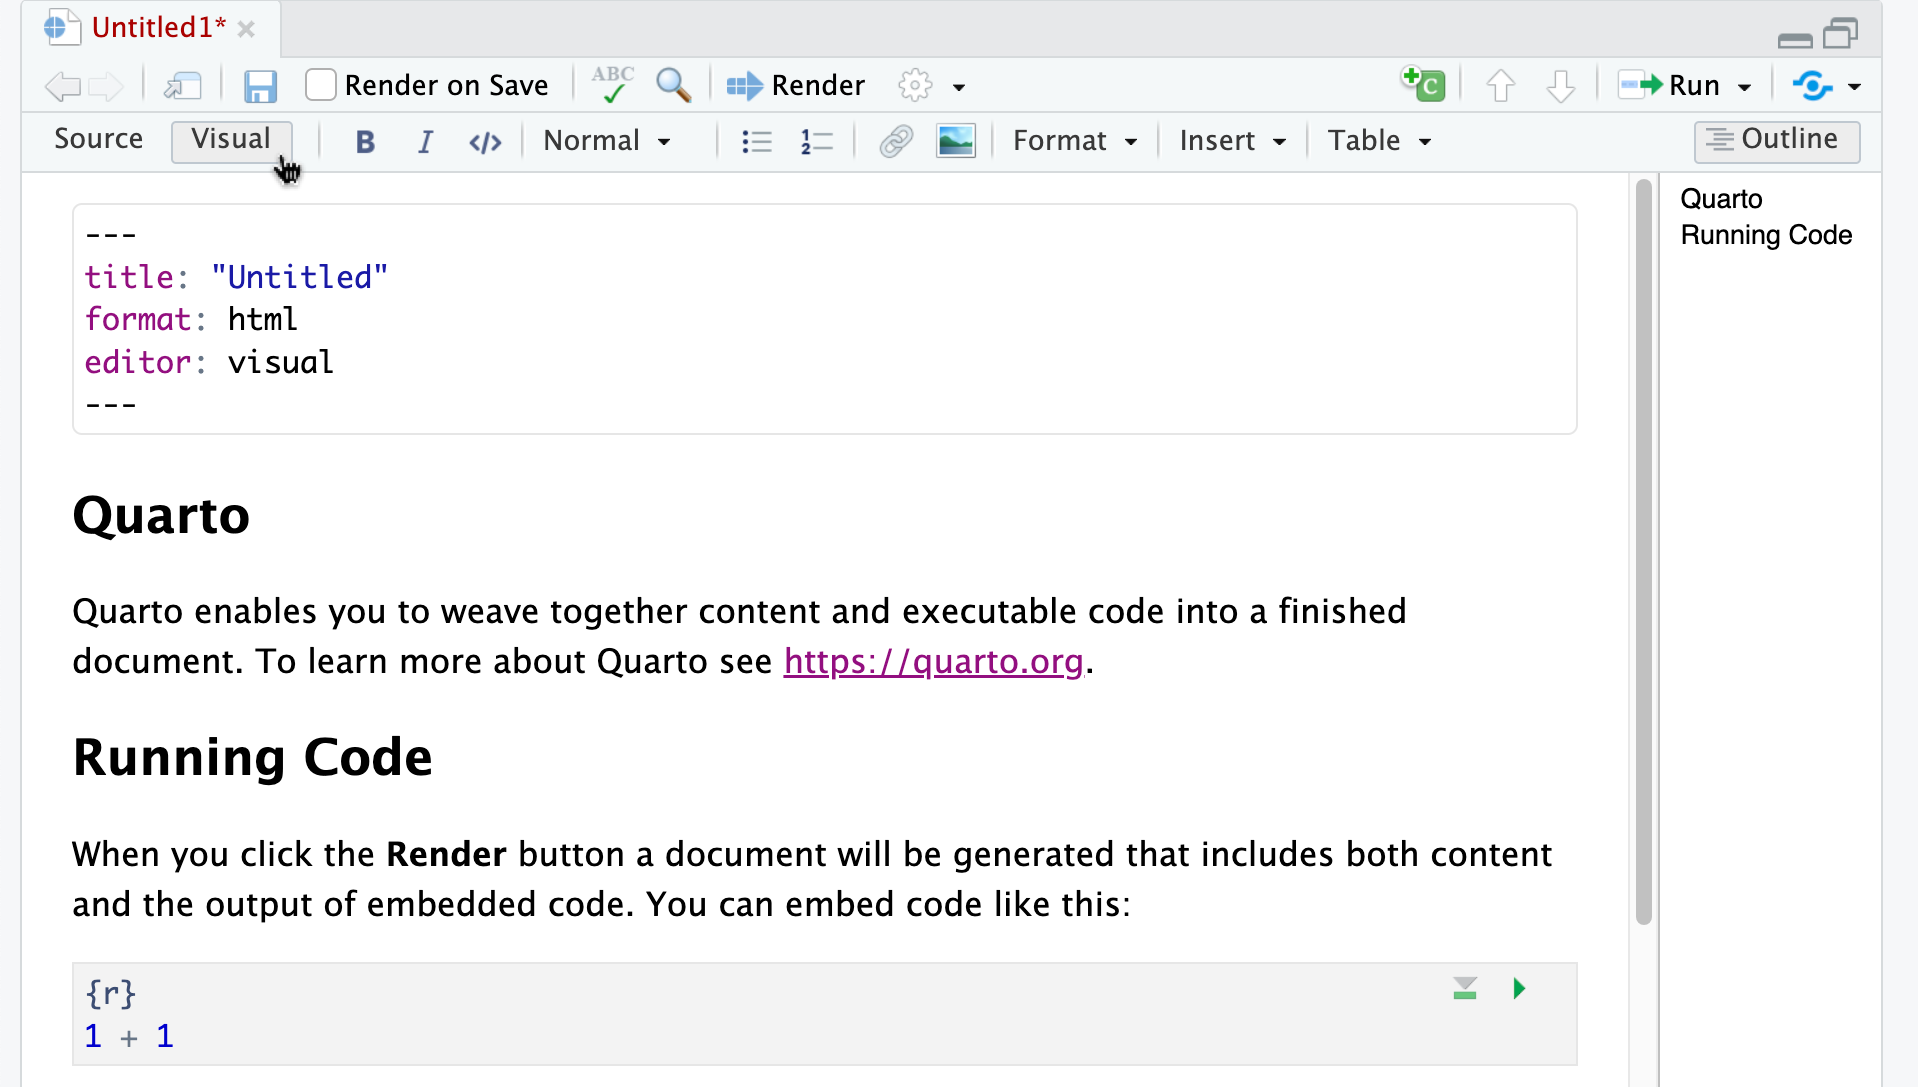 Untitled1*
Render on Save ABC Render C Run
Source Visual B I </> Normal 1 2 Format Insert Table Outline
---
title: "Untitled"
format: html
editor: visual
---
Quarto
Quarto enables you to weave together content and executable code into a finished
document. To learn more about Quarto see https://quarto.org.
Running Code
When you click the Render button a document will be generated that includes both content
and the output of embedded code. You can embed code like this:
{r}
1 + 1
Quarto
Running Code